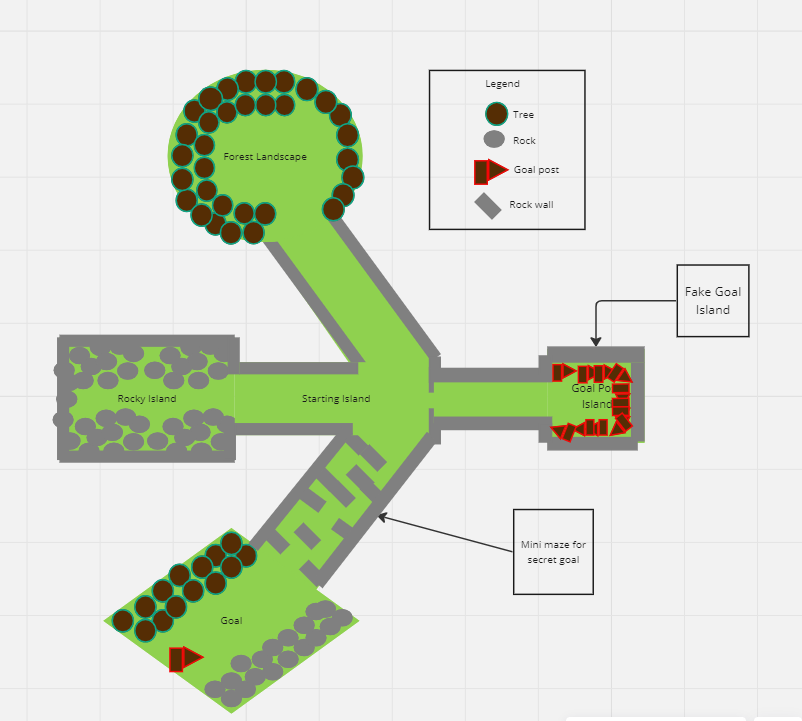 Legend
Tree
Rock
Goal post
Rock wall
Forest Landscape
Fake Goal
Island
Rocky Island
Starting Island
Goal Po
Island
Mini maze for
secret goal
Goal